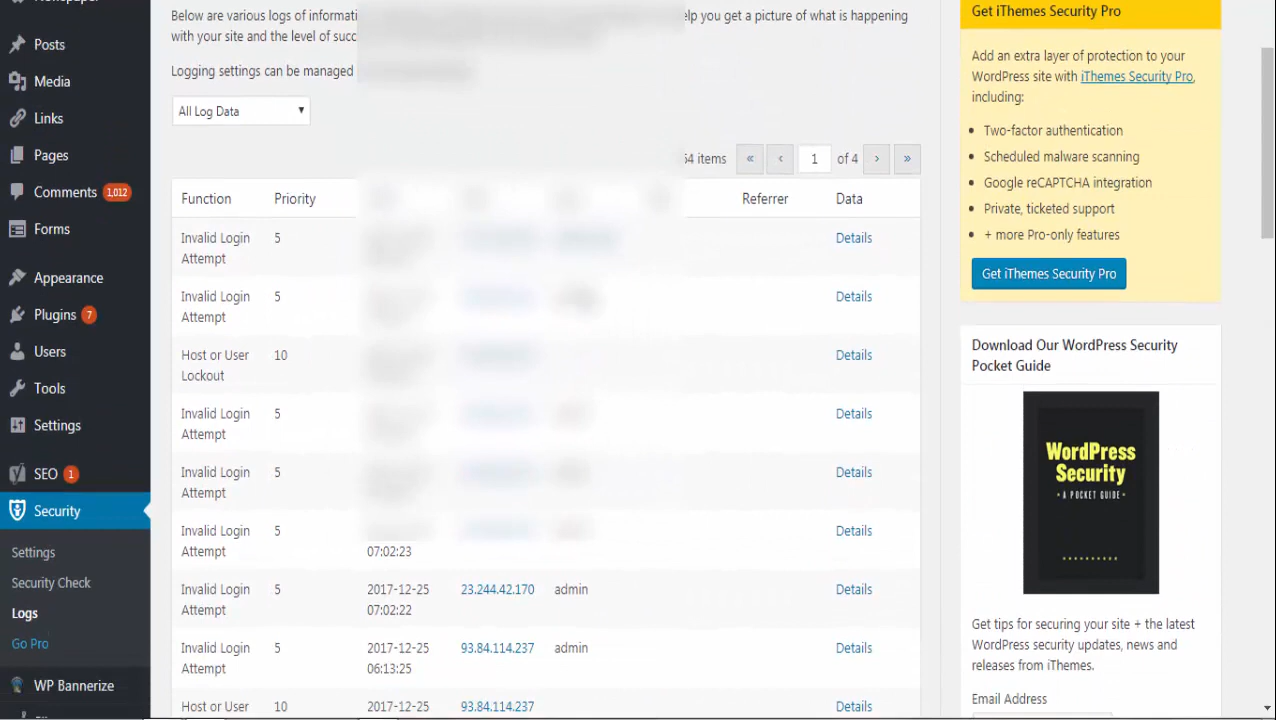 Posts
Media
Links
Pages
Comments 1,012
Forms
Appearance
Plugins 7
Users
Tools
Settings
SEO 1
Security
Settings
Security Check
Logs
Go Pro
WP Bannerize
Below are various logs of
lp you get a picture of what is happening
with your site and the level of
Logging settings can be managed
All Log Data
items « ‹ 1 of 4 › »
Function Priority Referrer Data
Invalid Login 5 Details
Attempt
Invalid Login 5 Details
Attempt
Host or User 10 Details
Lockout
Invalid Login 5 Details
Attempt
Invalid Login 5 Details
Attempt
Invalid Login 5 Details
Attempt 07:02:23
Invalid Login 5 2017-12-25 23.244.42.170 admin Details
Attempt 07:02:22
Invalid Login 5 2017-12-25 93.84.114.237 admin Details
Attempt 06:13:25
Host or User 10 2017-12-25 93.84.114.237 Details
Get iThemes Security Pro
Add an extra layer of protection to your
WordPress site with iThemes Security Pro,
including:
• Two-factor authentication
• Scheduled malware scanning
• Google reCAPTCHA integration
• Private, ticketed support
• + more Pro-only features
Get iThemes Security Pro
Download Our WordPress Security
Pocket Guide
WordPress
Security
• A POCKET GUIDE •
Get tips for securing your site + the latest
WordPress security updates, news and
releases from iThemes.
Email Address